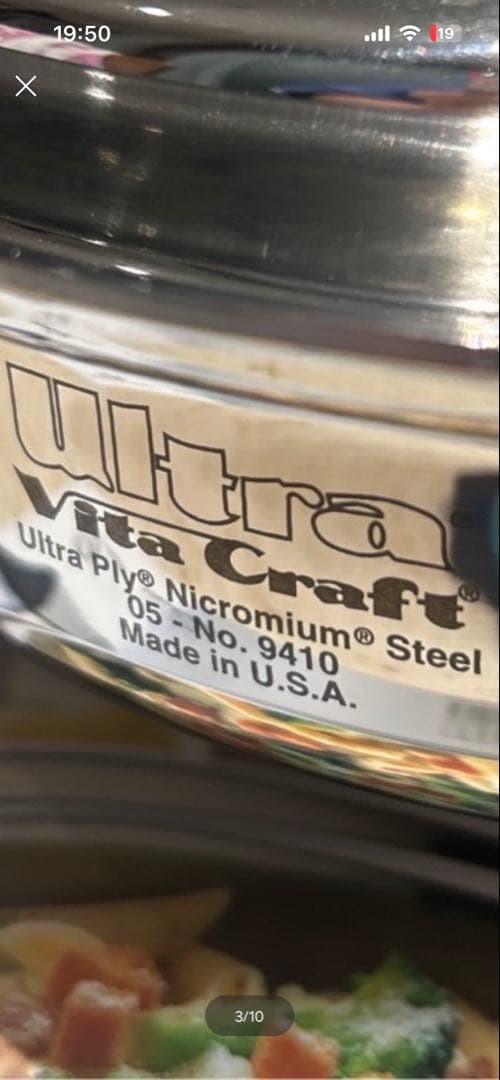 19:50
19
Ultra
Vita Craft®
Ultra Ply® Nicromium® Steel
05 - No. 9410
Made in U.S.A.
3/10